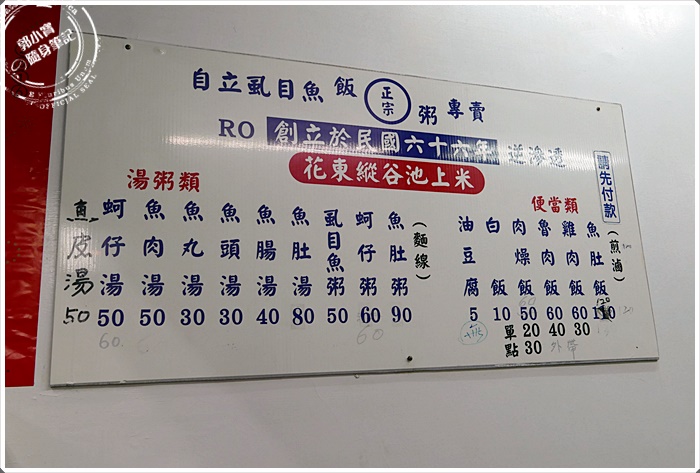 郭小寶
隨身筆記
OFFICIAL SEAL
自立虱目魚飯 正宗 粥專賣
RO 創立於民國六十六年 逆滲透
花東縱谷池上米
請先付款
湯粥類
魚皮湯 50
蚵仔湯 50
魚肉湯 50
魚丸湯 30
魚頭湯 30
魚腸湯 40
魚肚湯 80
虱目魚粥 50
蚵仔粥 60
魚肚粥 90
(麵線)
60.
60
便當類
油豆腐 5
白飯 10
肉燥飯 50
魯肉飯 60
雞肉飯 60
魚肚飯
(煎滷)
60
120
單點 20 40 30
30 外帶